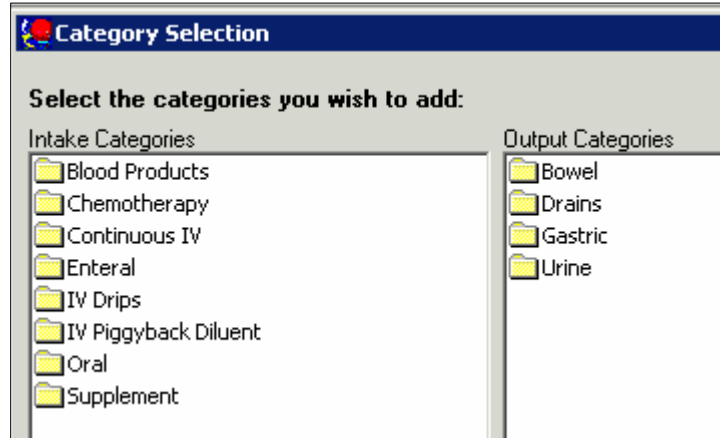 Category Selection
Select the categories you wish to add:
Intake Categories
Blood Products
Chemotherapy
Continuous IV
Enteral
IV Drips
IV Piggyback Diluent
Oral
Supplement
Output Categories
Bowel
Drains
Gastric
Urine